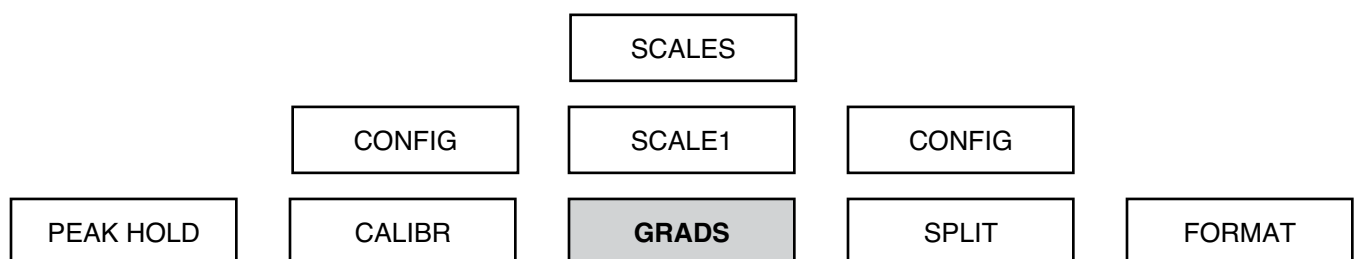 SCALES
CONFIG SCALE1 CONFIG
PEAK HOLD CALIBR GRADS SPLIT FORMAT